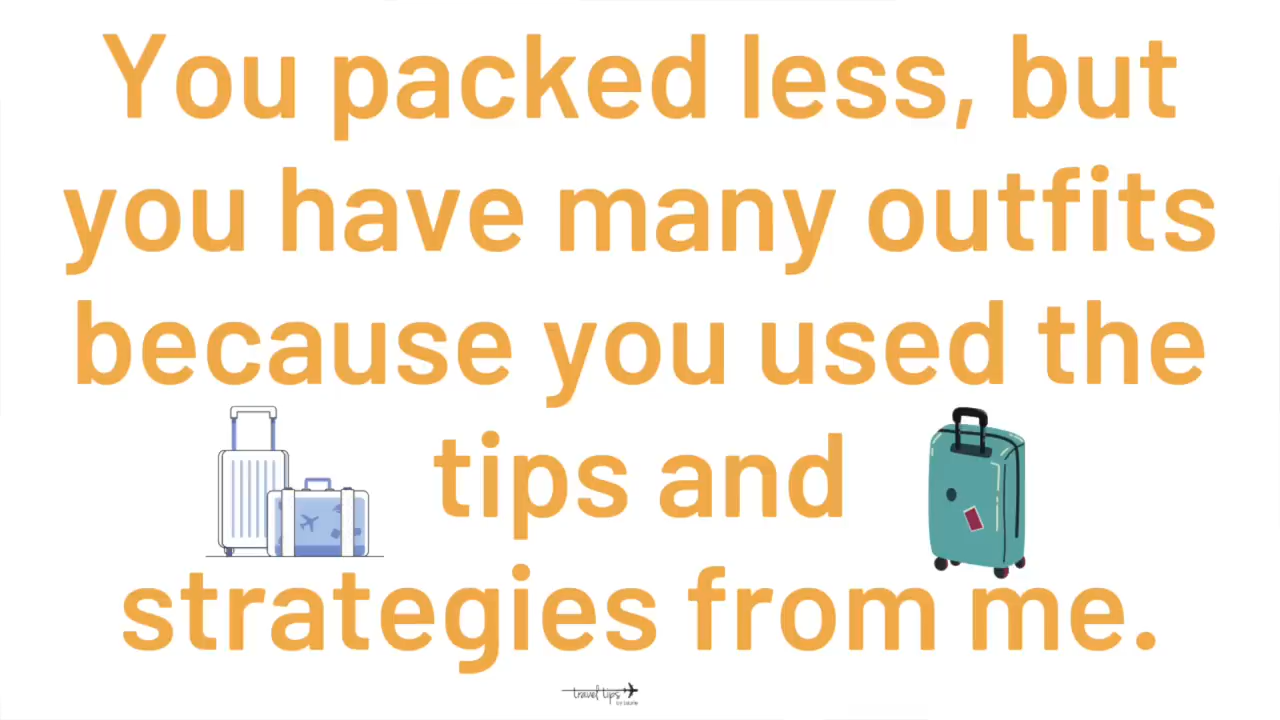 You packed less, but
you have many outfits
because you used the
tips and
strategies from me.
travel tips